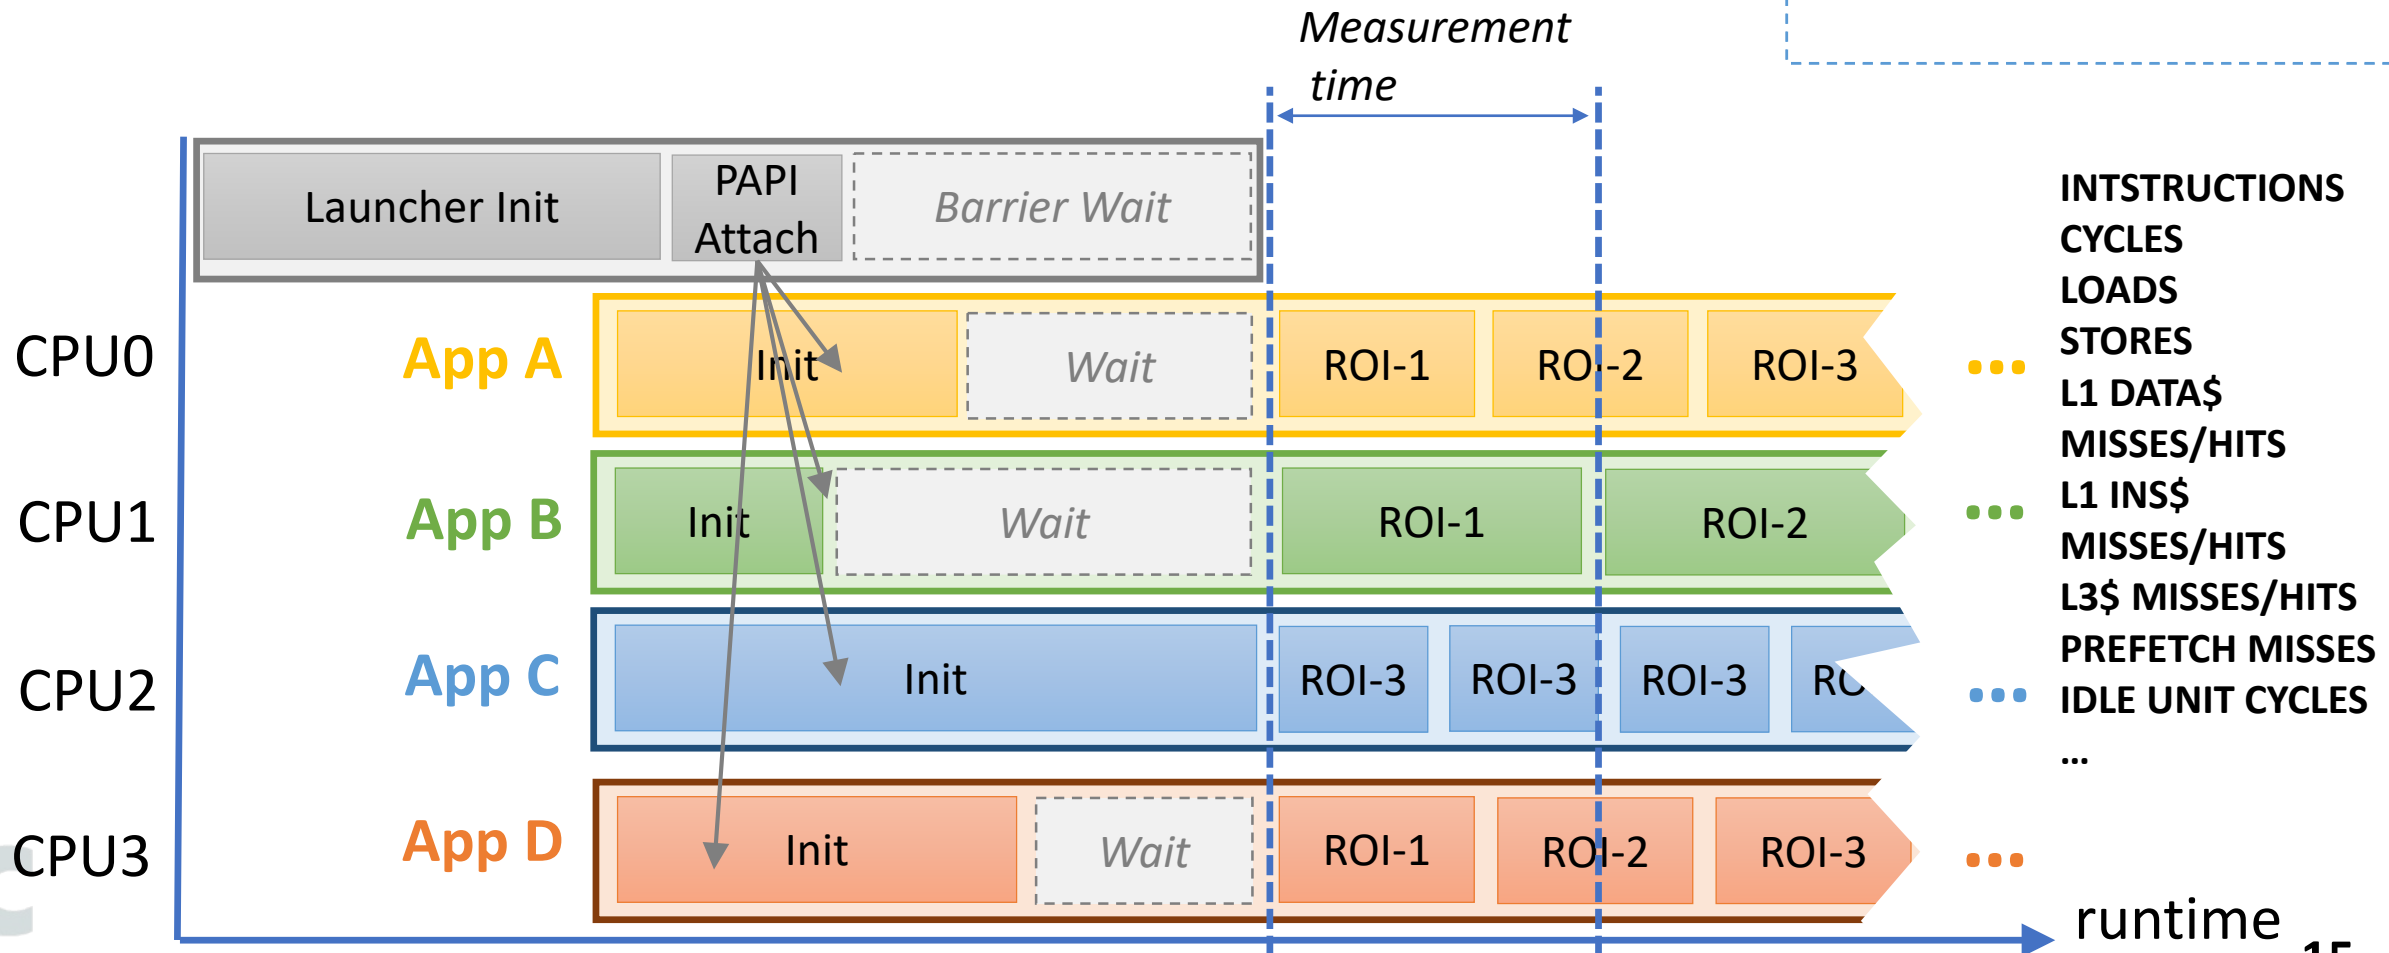 Measurement
time
Launcher Init
PAPI
Attach
Barrier Wait
CPU0
App A
Init
Wait
ROI-1
ROI-2
ROI-3
...
CPU1
App B
Init
Wait
ROI-1
ROI-2
...
CPU2
App C
Init
ROI-3
ROI-3
ROI-3
RO
...
CPU3
App D
Init
Wait
ROI-1
ROI-2
ROI-3
...
INTSTRUCTIONS
CYCLES
LOADS
STORES
L1 DATA$
MISSES/HITS
L1 INS$
MISSES/HITS
L3$ MISSES/HITS
PREFETCH MISSES
IDLE UNIT CYCLES
...
runtime
15